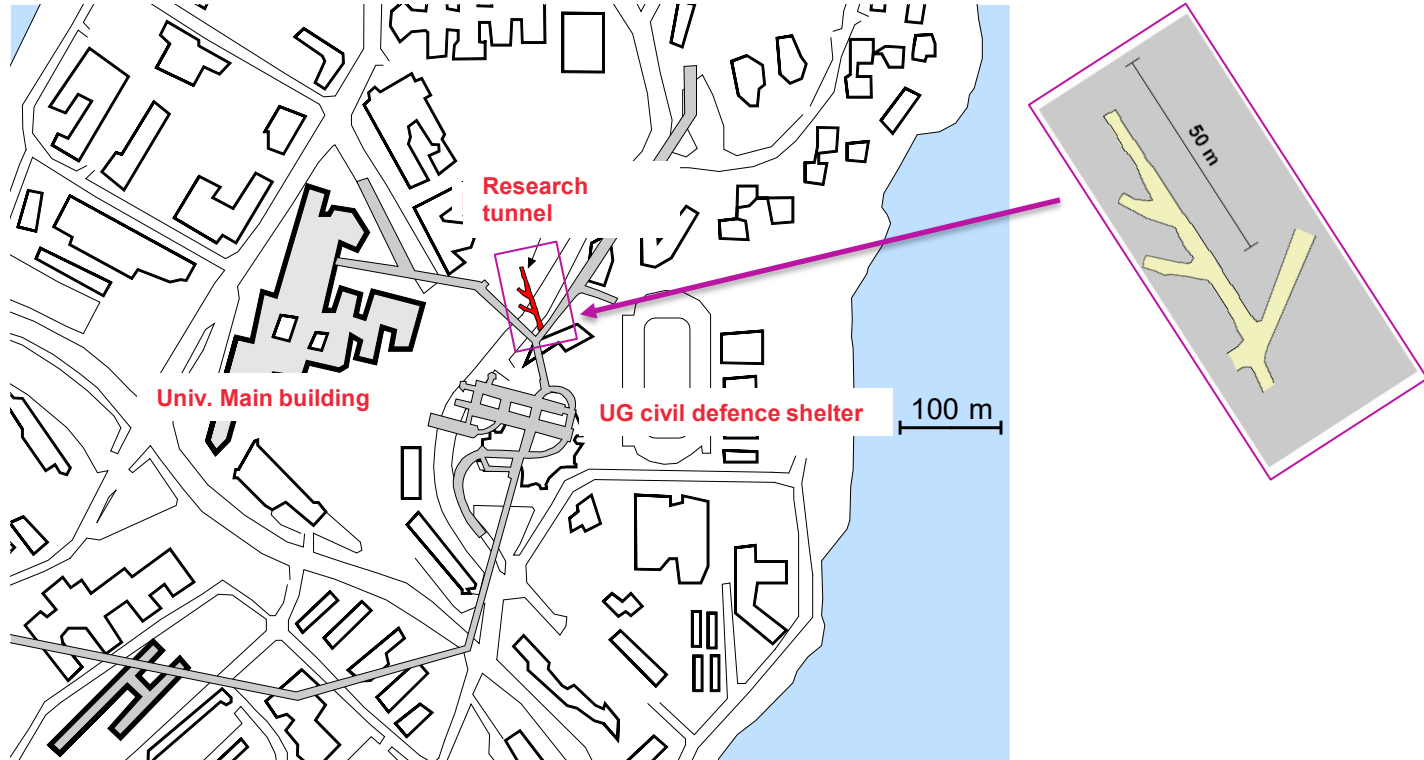 50 m
Research
tunnel
Univ. Main building
UG civil defence shelter
100 m